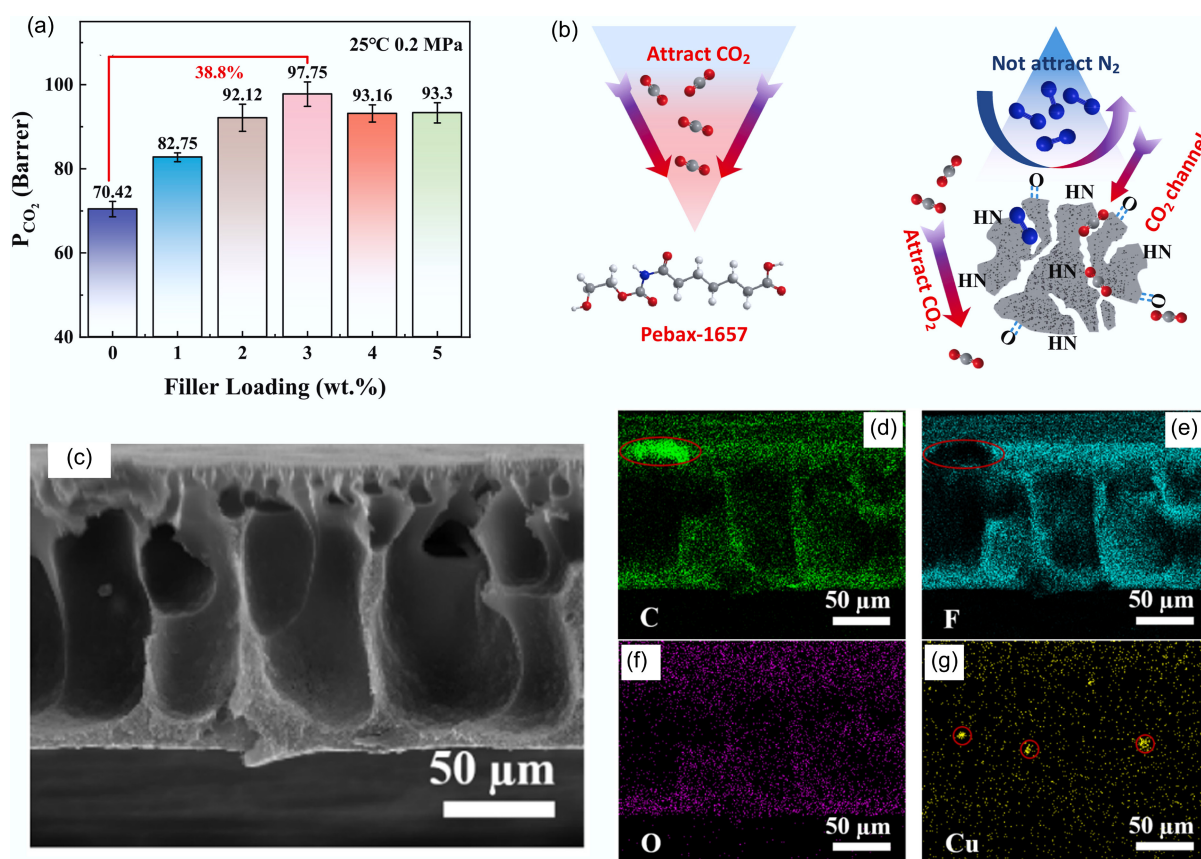 (a)
25°C 0.2 MPa
38.8%
70.42
82.75
92.12
97.75
93.16
93.3
P_CO₂ (Barrer)
100
80
60
40
0 1 2 3 4 5
Filler Loading (wt.%)
(b)
Attract CO₂
Pebax-1657
Not attract N₂
CO₂ channel
Attract CO₂
O
HN
O
HN
HN
HN
HN
O
O
HN
HN
(c)
50 µm
(d)
C
50 µm
(e)
F
50 µm
(f)
O
50 µm
(g)
Cu
50 µm